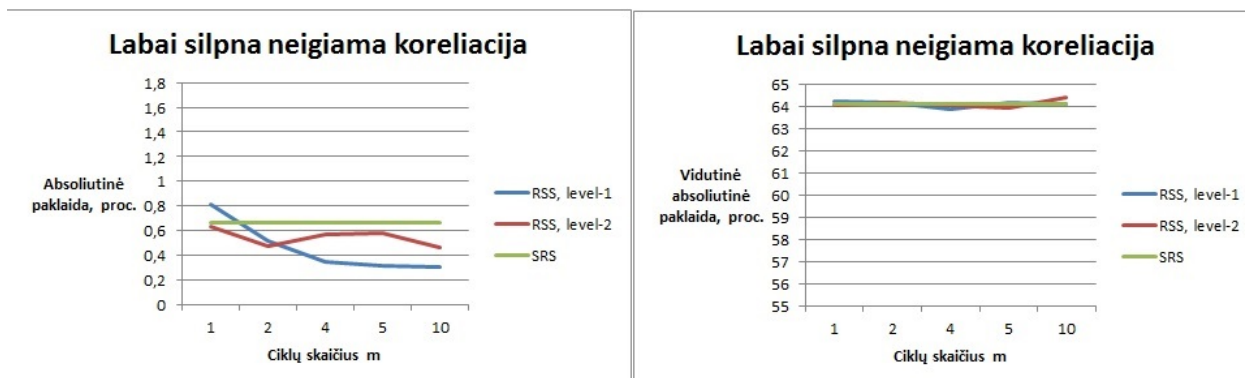 Labai silpna neigiama koreliacija
1,8
1,6
1,4
1,2
1
0,8
0,6
0,4
0,2
0
Absoliutinė
paklaida, proc.
1 2 4 5 10
Ciklų skaičius m
RSS, level-1
RSS, level-2
SRS
Labai silpna neigiama koreliacija
65
64
63
62
61
60
59
58
57
56
55
Vidutinė
absoliutinė
paklaida, proc.
1 2 4 5 10
Ciklų skaičius m
RSS, level-1
RSS, level-2
SRS